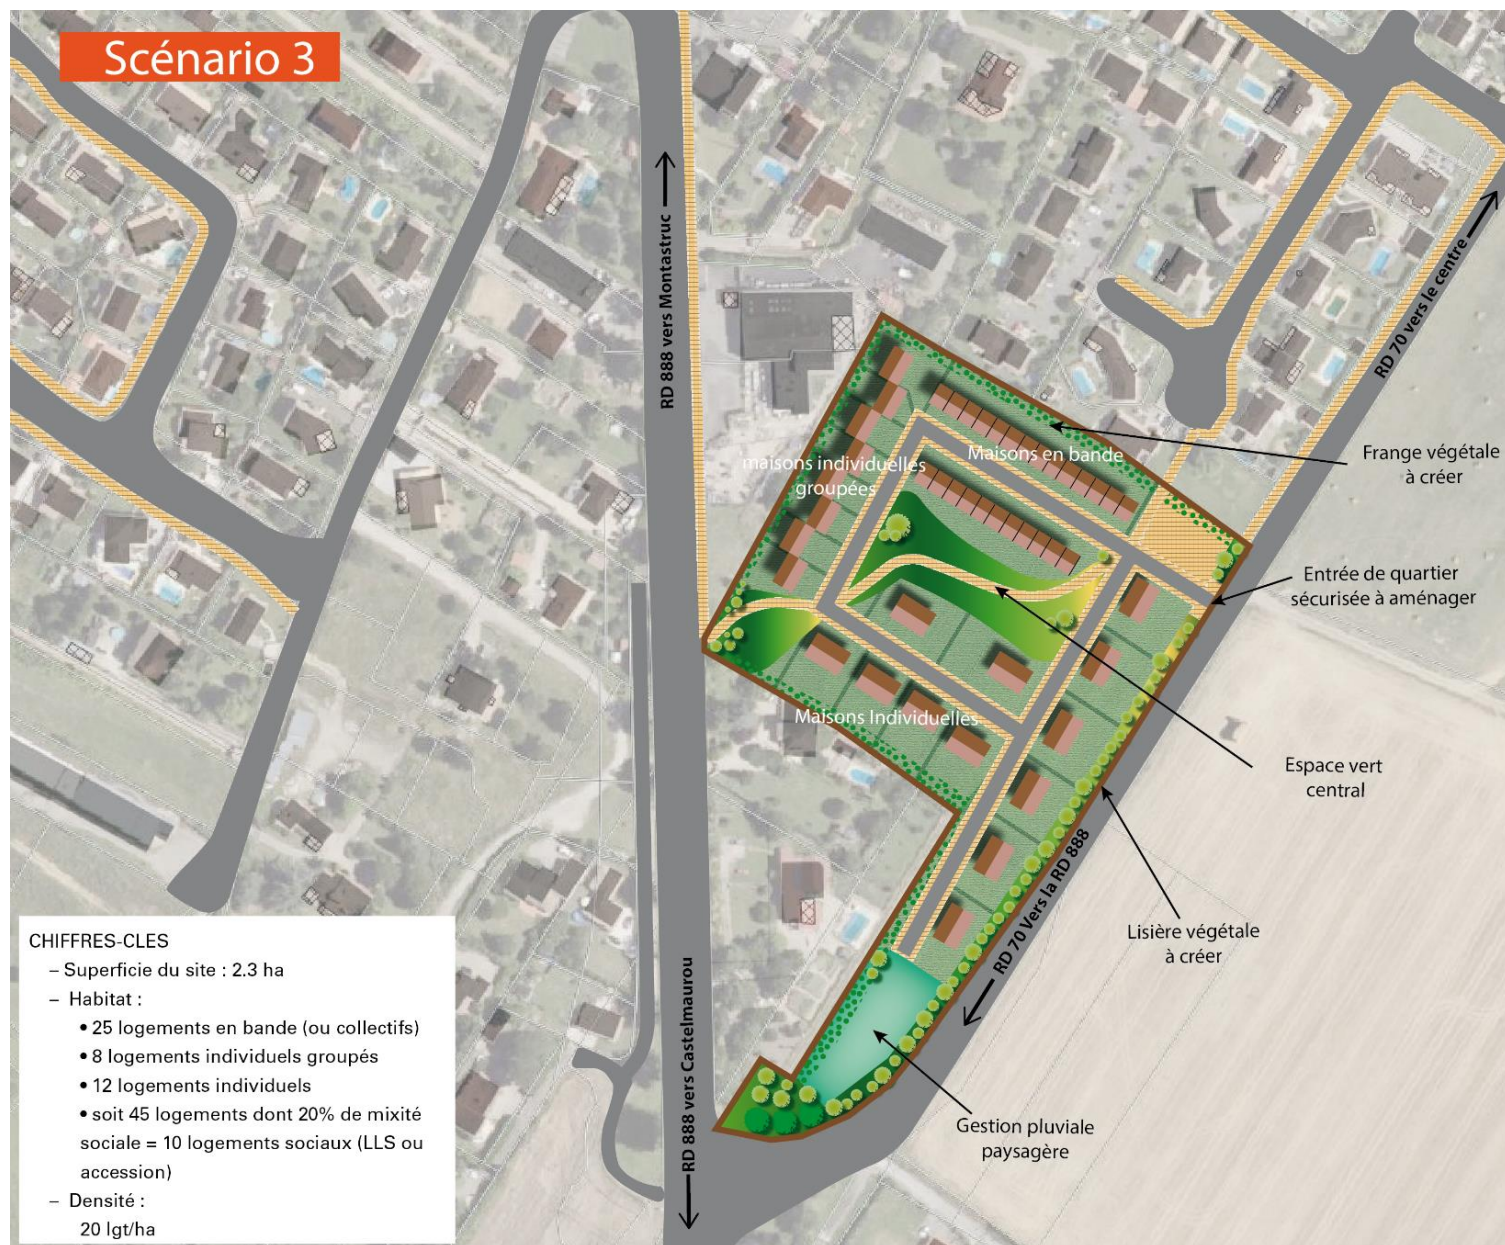 Scénario 3
RD 888 vers Montastruc
RD 70 vers le centre
Maisons en bande
maisons individuelles
groupées
Frange végétale
à créer
Entrée de quartier
sécurisée à aménager
Maisons Individuelles
Espace vert
central
Lisière végétale
à créer
RD 70 Vers la RD 888
RD 888 vers Castelmaurou
Gestion pluviale
paysagère
CHIFFRES-CLES
– Superficie du site : 2.3 ha
– Habitat :
• 25 logements en bande (ou collectifs)
• 8 logements individuels groupés
• 12 logements individuels
• soit 45 logements dont 20% de mixité
sociale = 10 logements sociaux (LLS ou
accession)
– Densité :
20 lgt/ha